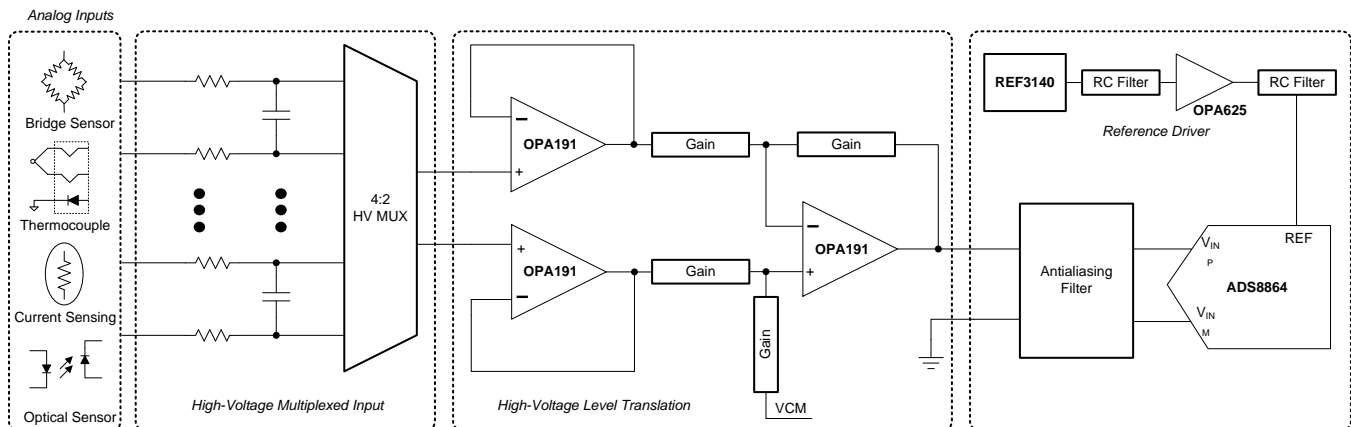 Analog Inputs
Bridge Sensor
Thermocouple
Current Sensing
Optical Sensor
4:2
HV MUX
High-Voltage Multiplexed Input
OPA191
Gain
Gain
OPA191
OPA191
Gain
Gain
VCM
High-Voltage Level Translation
REF3140
RC Filter
OPA625
RC Filter
Reference Driver
Antialiasing
Filter
VIN
P
REF
ADS8864
VIN
M